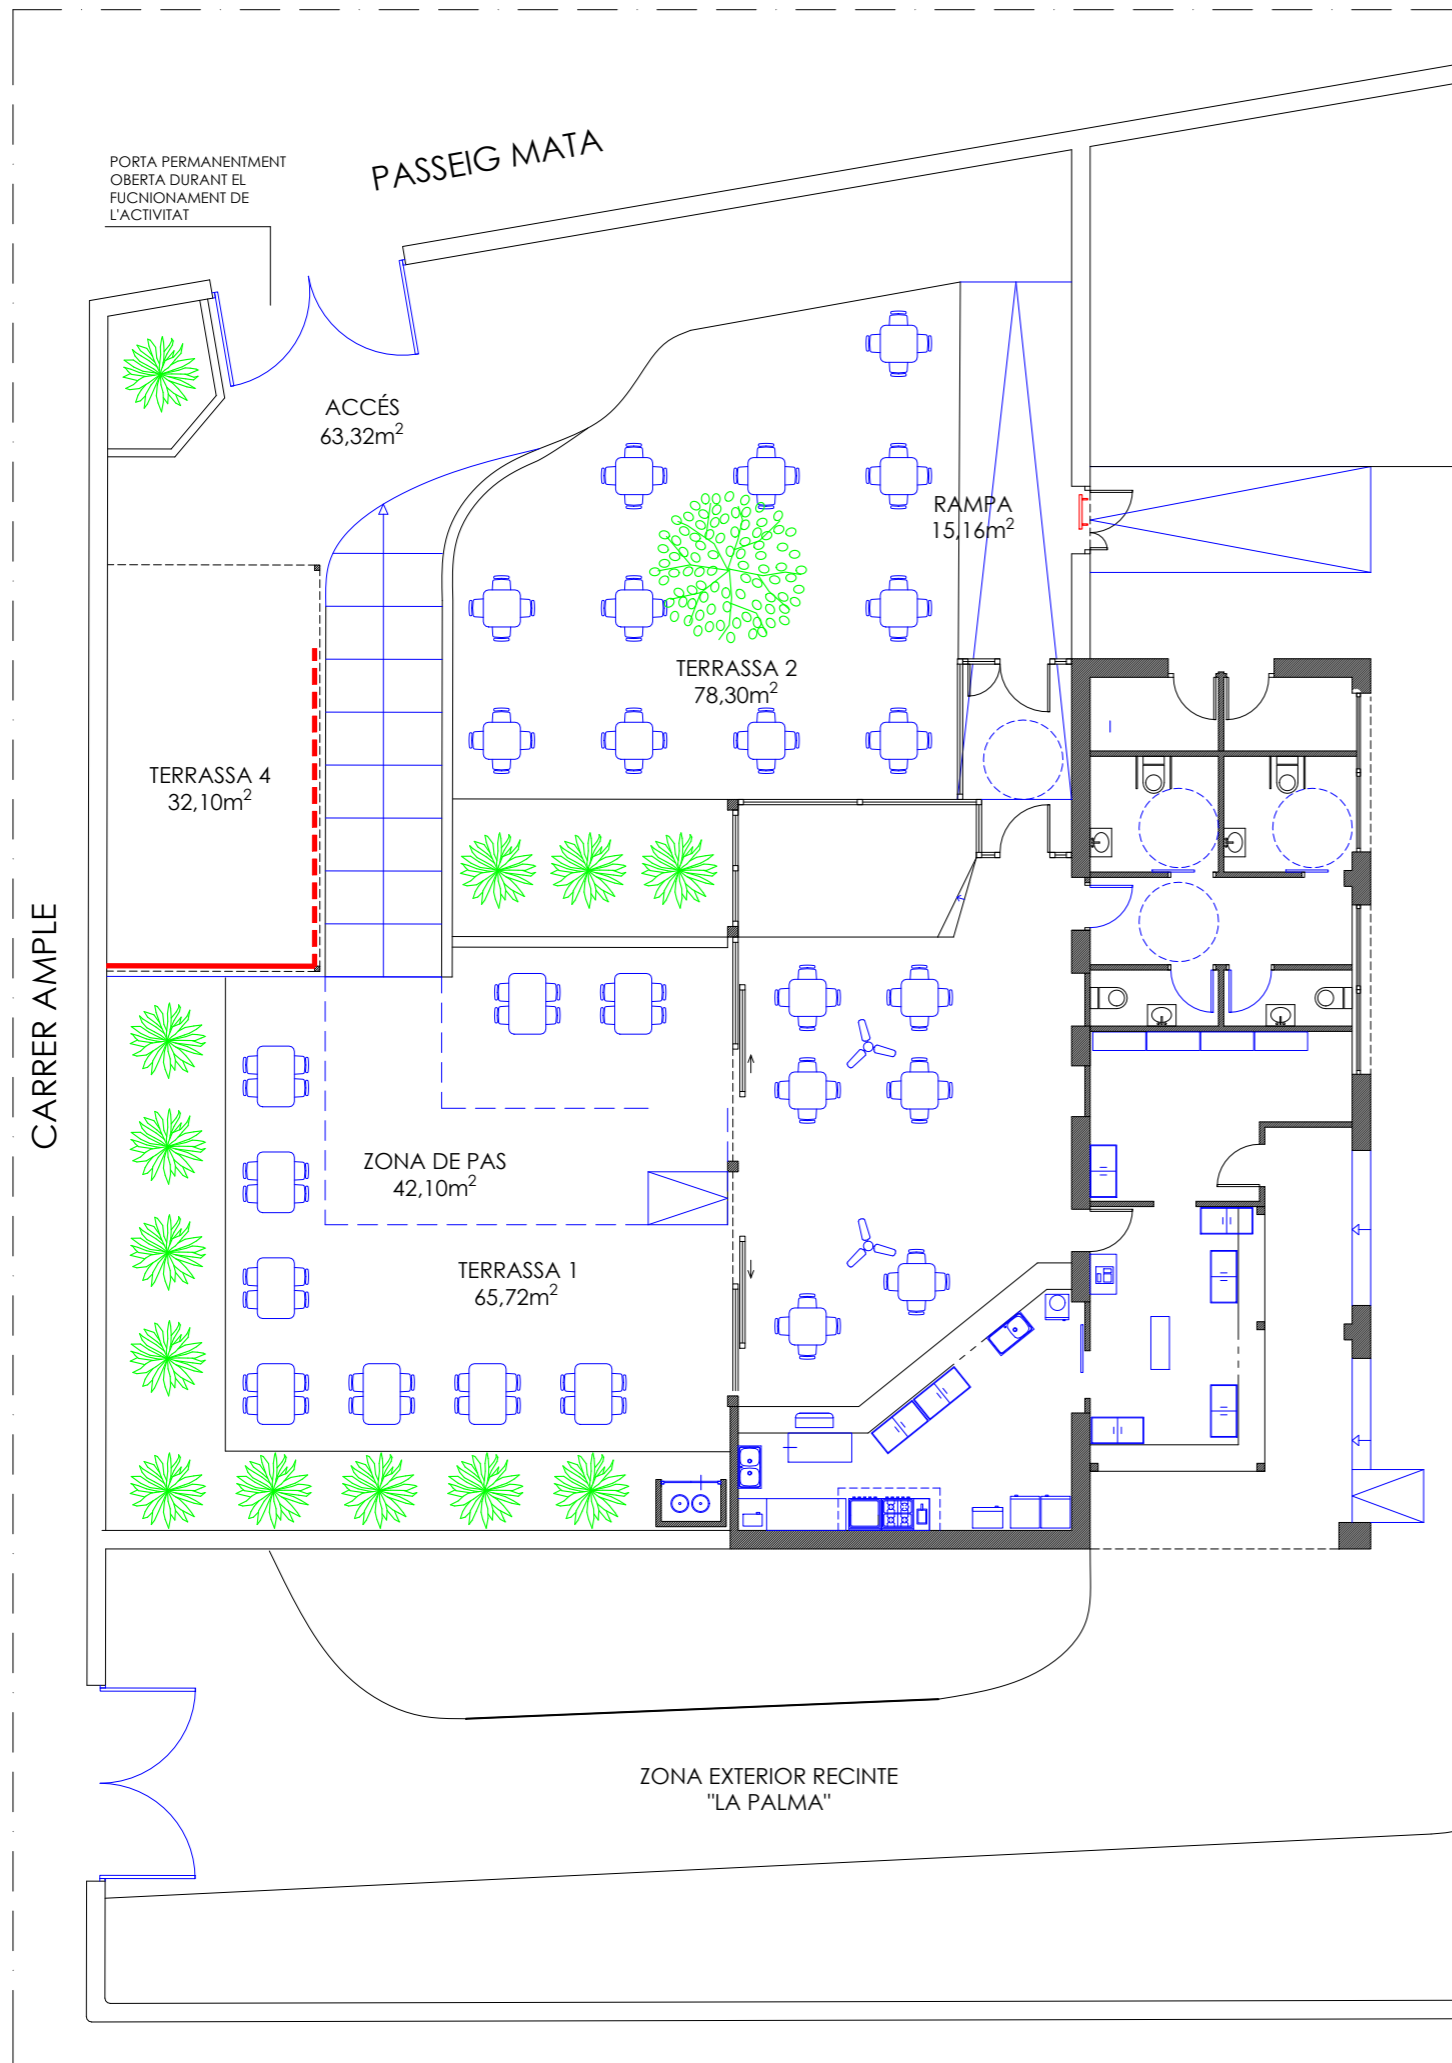 PASSEIG MATA
PORTA PERMANENTMENT
OBERTA DURANT EL
FUCNIONAMENT DE
L'ACTIVITAT
ACCÉS
63,32m²
RAMPA
15,16m²
TERRASSA 2
78,30m²
TERRASSA 4
32,10m²
CARRER AMPLE
ZONA DE PAS
42,10m²
TERRASSA 1
65,72m²
ZONA EXTERIOR RECINTE
"LA PALMA"